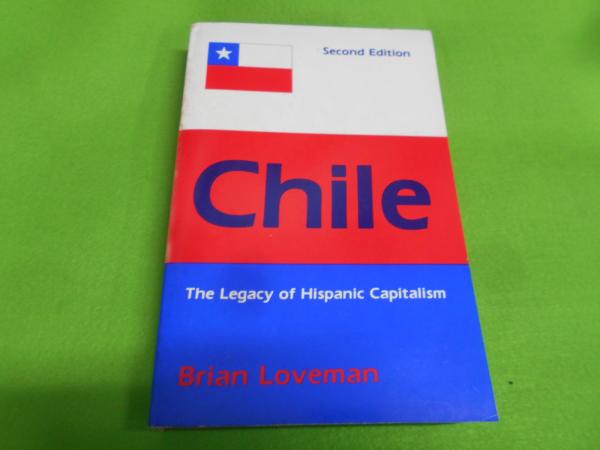 Second Edition
Chile
The Legacy of Hispanic Capitalism
Brian Loveman